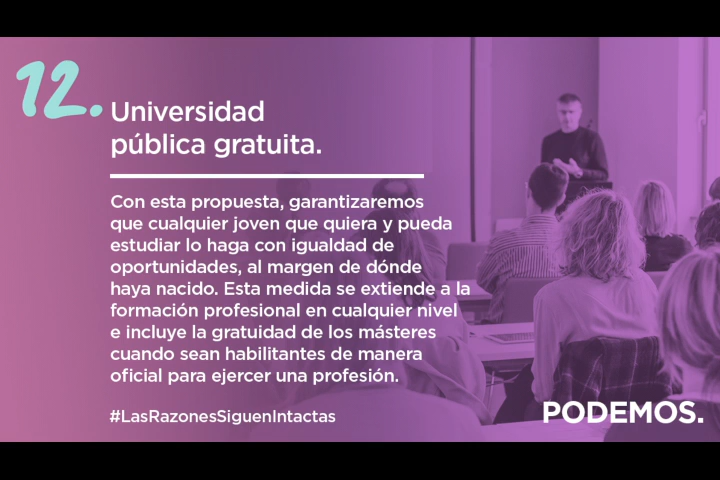 12.
Universidad
pública gratuita.
Con esta propuesta, garantizaremos
que cualquier joven que quiera y pueda
estudiar lo haga con igualdad de
oportunidades, al margen de dónde
haya nacido. Esta medida se extiende a la
formación profesional en cualquier nivel
e incluye la gratuidad de los másteres
cuando sean habilitantes de manera
oficial para ejercer una profesión.
#LasRazonesSiguenIntactas
PODEMOS.